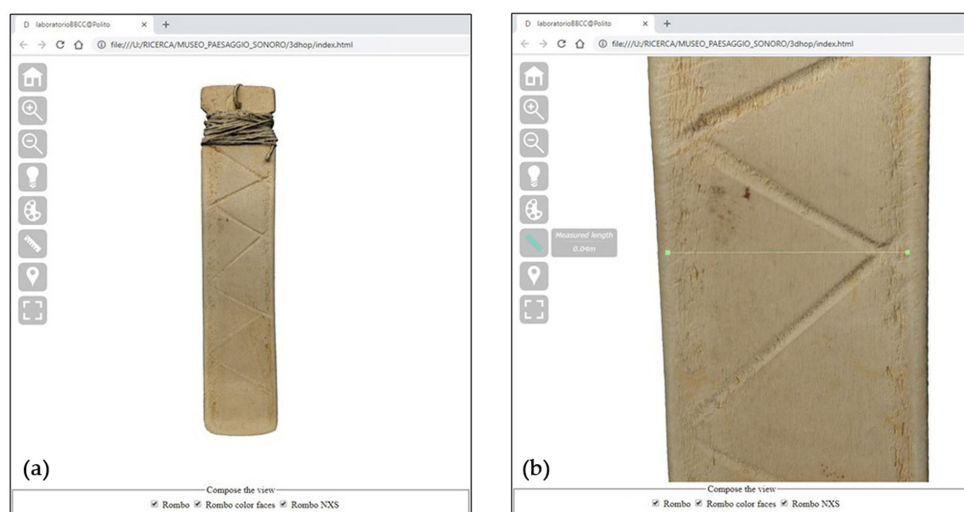 D laboratorioBBCC@Polito
file:///U:/RICERCA/MUSEO_PAESAGGIO_SONORO/3dhop/index.html
(a)
Compose the view
Rombo Rombo color faces Rombo NXS
D laboratorioBBCC@Polito
file:///U:/RICERCA/MUSEO_PAESAGGIO_SONORO/3dhop/index.html
Measured length
0.04m
(b)
Compose the view
Rombo Rombo color faces Rombo NXS